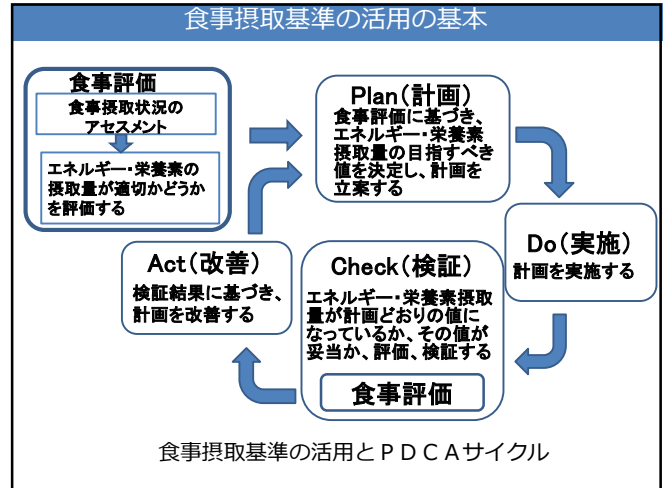 食事摂取基準の活用の基本
食事評価
食事摂取状況の
アセスメント
エネルギー・栄養素の
摂取量が適切かどうか
を評価する
Plan(計画)
食事評価に基づき、
エネルギー・栄養素
摂取量の目指すべき
値を決定し、計画を
立案する
Do(実施)
計画を実施する
Check(検証)
エネルギー・栄養素摂取
量が計画どおりの値に
なっているか、その値が
妥当か、評価、検証する
食事評価
Act(改善)
検証結果に基づき、
計画を改善する
食事摂取基準の活用とPDCAサイクル